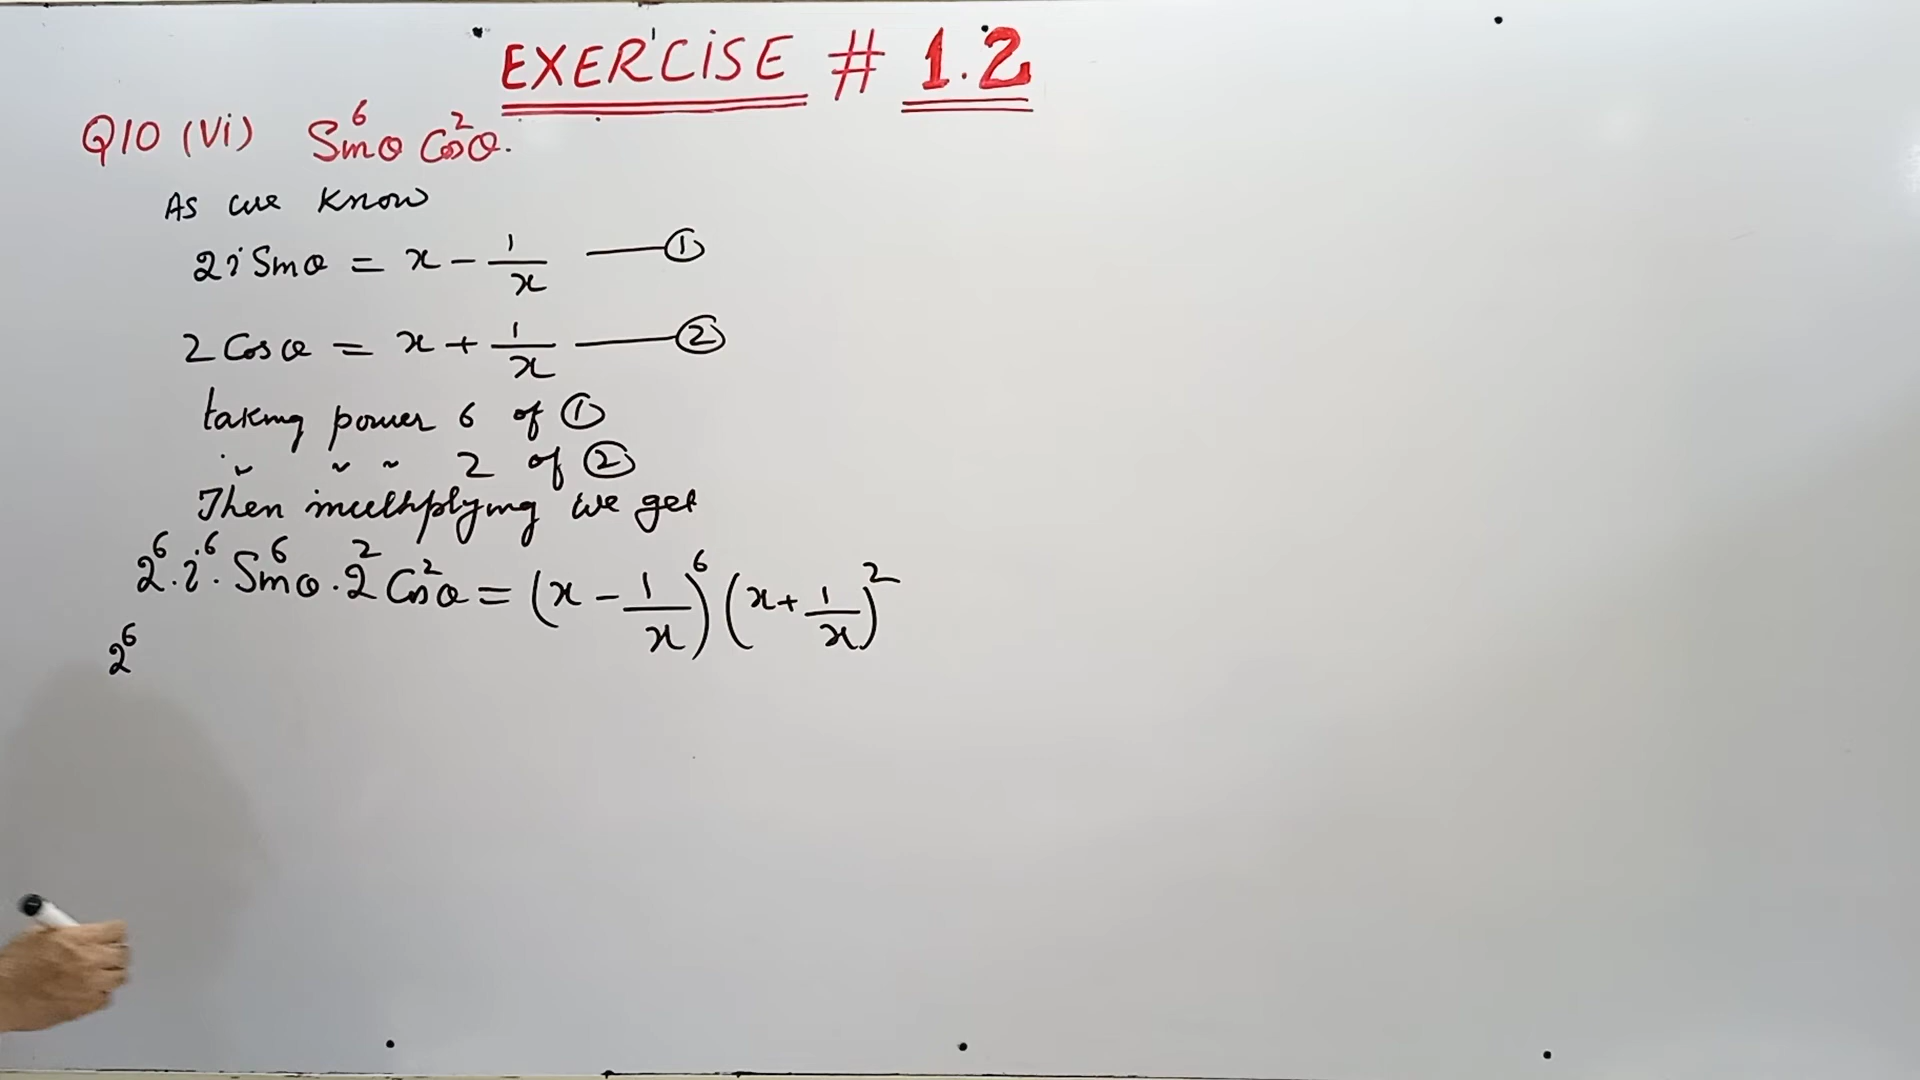 EXERCISE # 1.2
Q10 (Vi) Sin⁶θ Cos²θ.
As we know
2i Sinθ = x - 1/x —— ①
2 Cosθ = x + 1/x —— ②
taking power 6 of ①
〃 〃 〃 2 of ②
Then multiplying we get
2⁶. i⁶. Sin⁶θ . 2² Cos²θ = (x - 1/x)⁶ (x + 1/x)²
2⁶